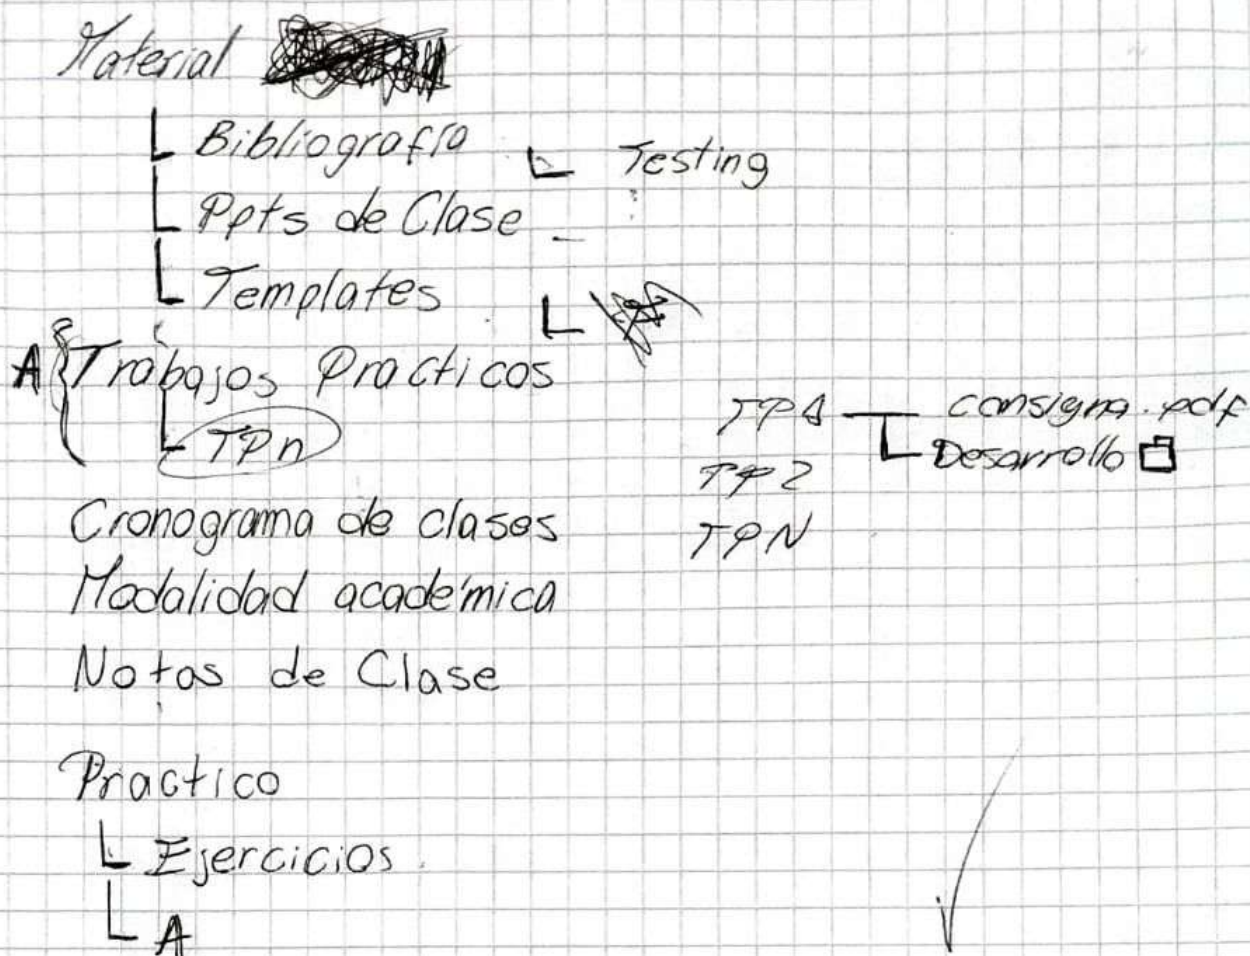 Material
Bibliografía
Testing
Ppts de Clase
Templates
A { Trabajos Practicos
TPn
TP1 consigna.pdf
Desarrollo
TP2
TPN
Cronograma de clases
Modalidad académica
Notas de Clase
Practico
Ejercicios
A